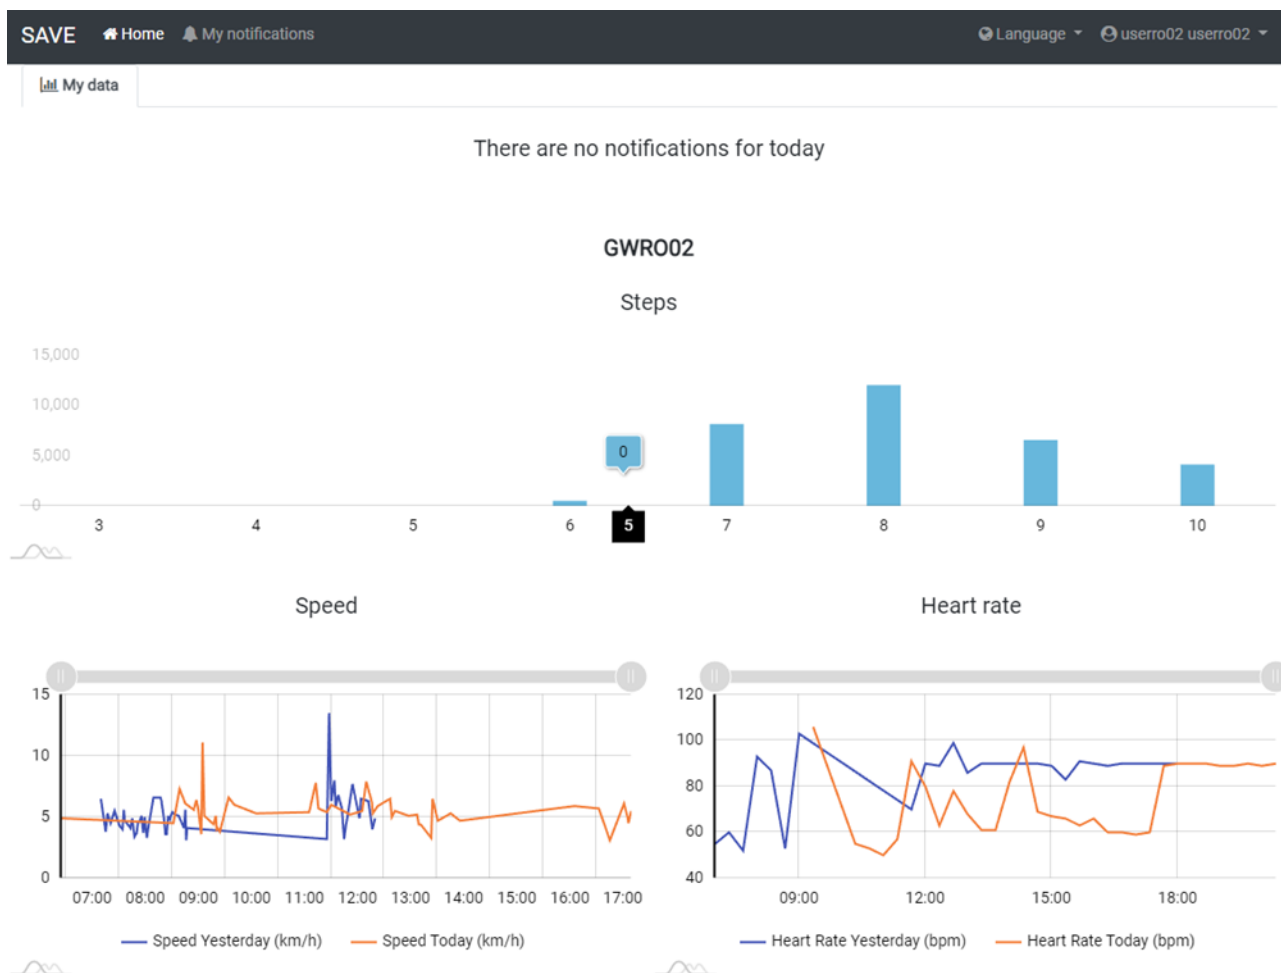 SAVE Home My notifications Language userro02 userro02
My data
There are no notifications for today
GWRO02
Steps
15,000
10,000
5,000
0
0
3 4 5 6 5 7 8 9 10
Speed
15
10
5
0
07:00 08:00 09:00 10:00 11:00 12:00 13:00 14:00 15:00 16:00 17:00
Speed Yesterday (km/h) Speed Today (km/h)
Heart rate
120
100
80
60
40
09:00 12:00 15:00 18:00
Heart Rate Yesterday (bpm) Heart Rate Today (bpm)